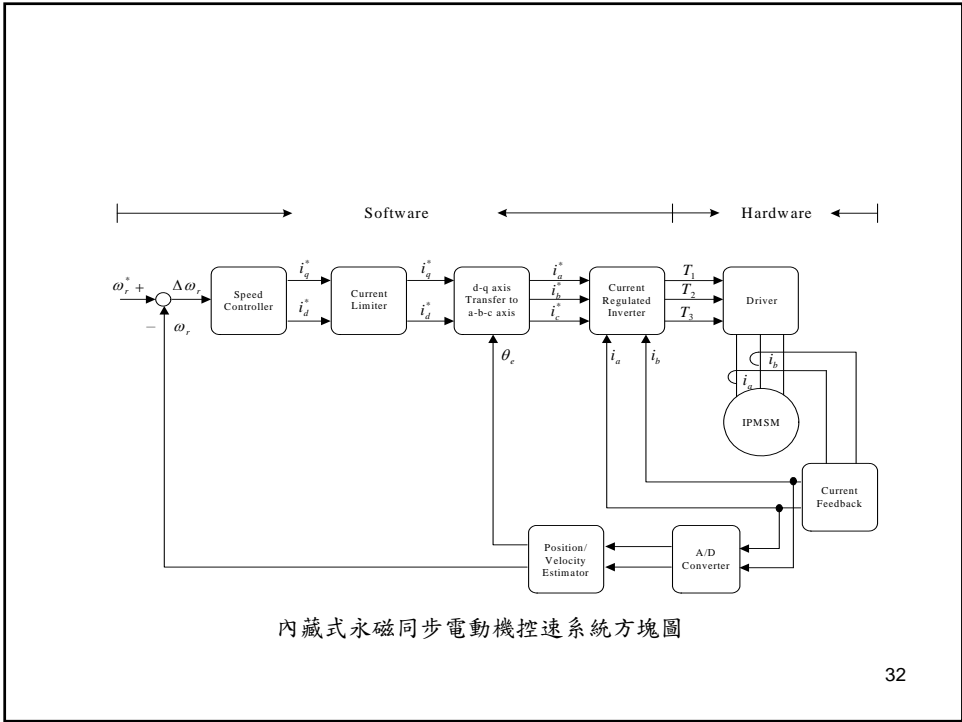 Software
Hardware
ω_r^* +
Δω_r
−
ω_r
Speed
Controller
i_q^*
i_d^*
Current
Limiter
i_q^*
i_d^*
d-q axis
Transfer to
a-b-c axis
i_a^*
i_b^*
i_c^*
Current
Regulated
Inverter
T_1
T_2
T_3
Driver
θ_e
i_a
i_b
i_b
i_a
IPMSM
Current
Feedback
Position/
Velocity
Estimator
A/D
Converter
內藏式永磁同步電動機控速系統方塊圖
32